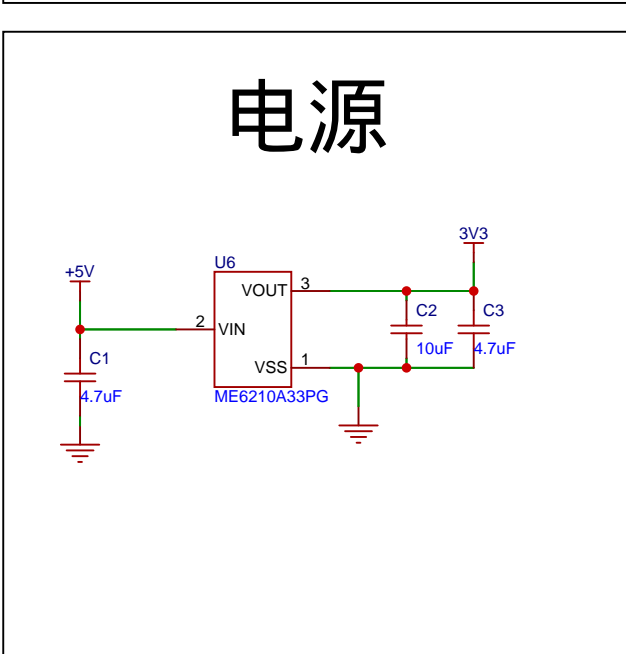 电源
3V3
+5V
U6
VOUT 3
2 VIN
C1
4.7uF
VSS 1
ME6210A33PG
C2
10uF
C3
4.7uF